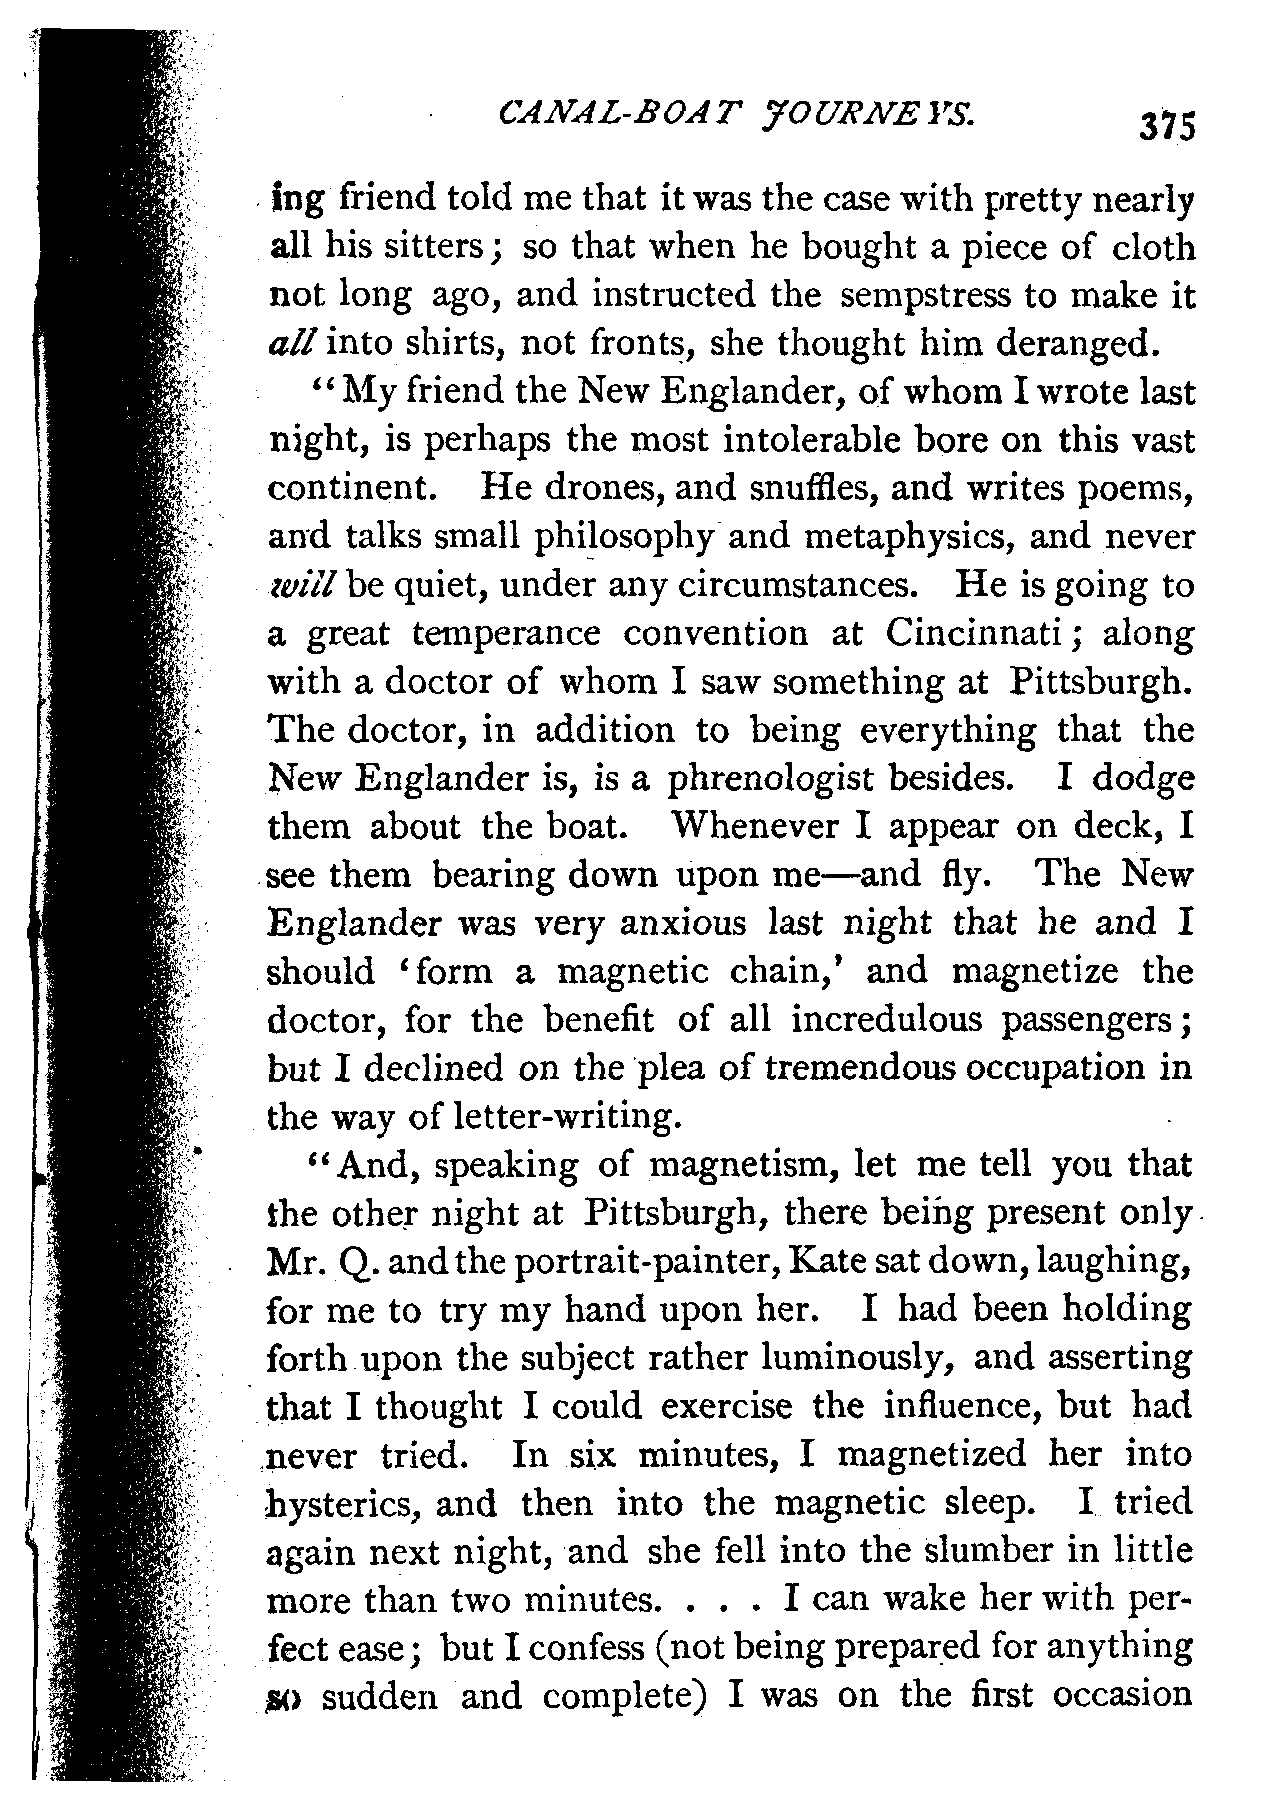 CANAL-BOAT JOURNEYS. 375
ing friend told me that it was the case with pretty nearly
all his sitters; so that when he bought a piece of cloth
not long ago, and instructed the sempstress to make it
all into shirts, not fronts, she thought him deranged.
"My friend the New Englander, of whom I wrote last
night, is perhaps the most intolerable bore on this vast
continent. He drones, and snuffles, and writes poems,
and talks small philosophy and metaphysics, and never
will be quiet, under any circumstances. He is going to
a great temperance convention at Cincinnati; along
with a doctor of whom I saw something at Pittsburgh.
The doctor, in addition to being everything that the
New Englander is, is a phrenologist besides. I dodge
them about the boat. Whenever I appear on deck, I
see them bearing down upon me—and fly. The New
Englander was very anxious last night that he and I
should 'form a magnetic chain,' and magnetize the
doctor, for the benefit of all incredulous passengers;
but I declined on the plea of tremendous occupation in
the way of letter-writing.
"And, speaking of magnetism, let me tell you that
the other night at Pittsburgh, there being present only
Mr. Q. and the portrait-painter, Kate sat down, laughing,
for me to try my hand upon her. I had been holding
forth upon the subject rather luminously, and asserting
that I thought I could exercise the influence, but had
never tried. In six minutes, I magnetized her into
hysterics, and then into the magnetic sleep. I tried
again next night, and she fell into the slumber in little
more than two minutes. . . . I can wake her with per-
fect ease; but I confess (not being prepared for anything
so sudden and complete) I was on the first occasion